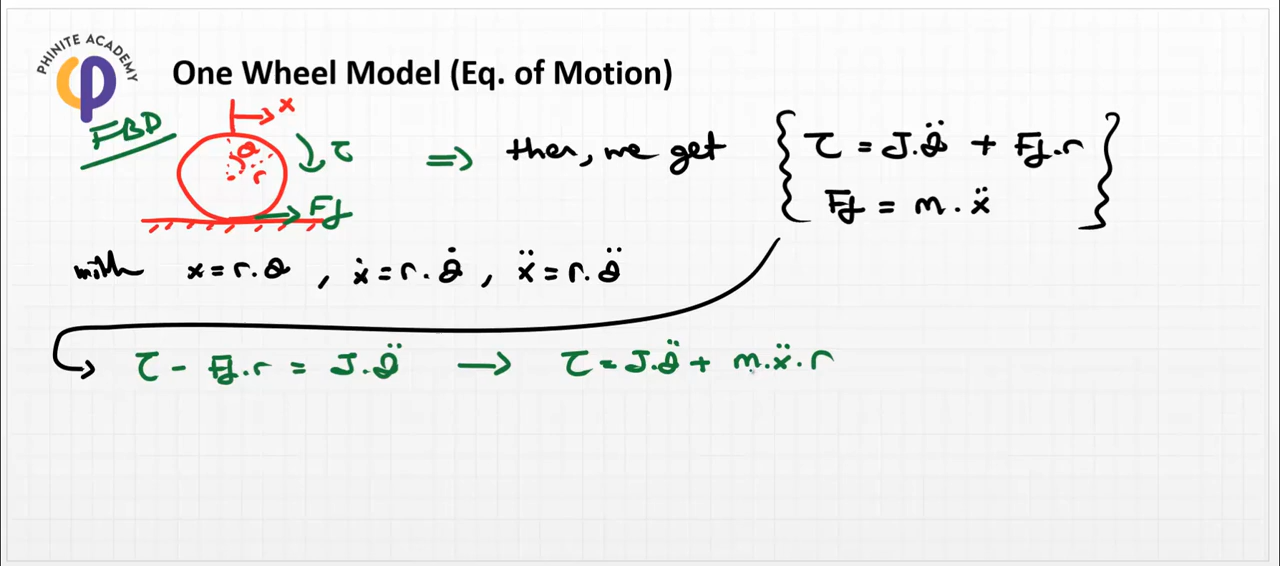 PHINITE ACADEMY
One Wheel Model (Eq. of Motion)
FBD
x
θ
r
τ
Ff
⇒ then, we get
τ = J.θ̈ + Ff.r
Ff = m.ẍ
with x = r.θ , ẋ = r.θ̇ , ẍ = r.θ̈
τ - Ff.r = J.θ̈ → τ = J.θ̈ + m.ẍ.r